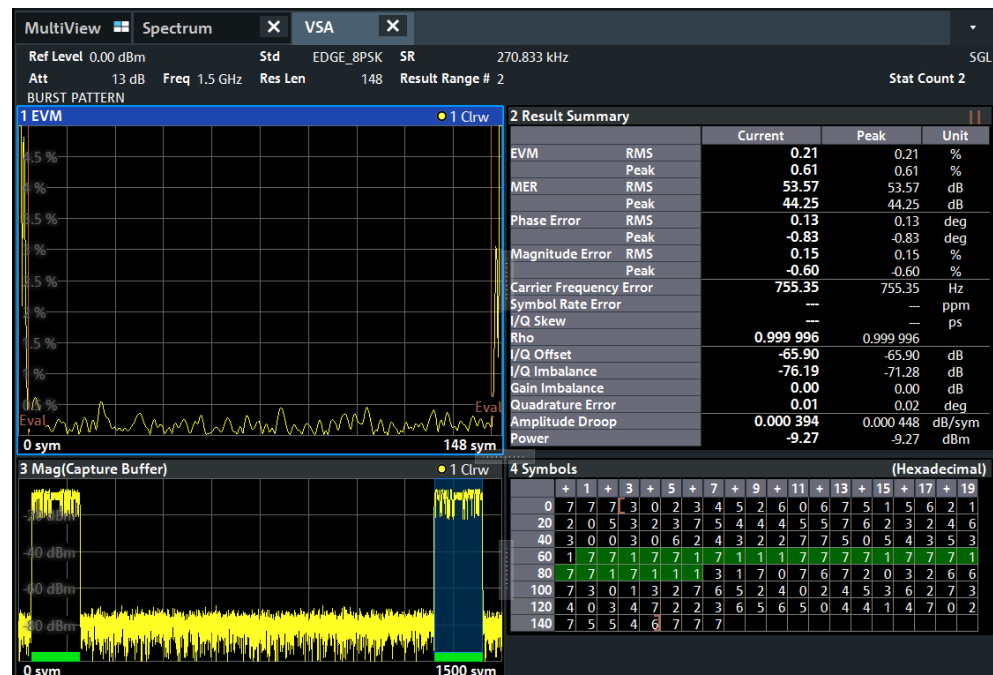 MultiView Spectrum VSA
Ref Level 0.00 dBm Std EDGE_8PSK SR 270.833 kHz SGL
Att 13 dB Freq 1.5 GHz Res Len 148 Result Range # 2 Stat Count 2
BURST PATTERN
1 EVM 1 Clrw
4.5 %
4 %
3.5 %
3 %
2.5 %
2 %
1.5 %
1 %
0.5 %
Eval Eval
0 sym 148 sym
2 Result Summary
Current Peak Unit
EVM RMS 0.21 0.21 %
Peak 0.61 0.61 %
MER RMS 53.57 53.57 dB
Peak 44.25 44.25 dB
Phase Error RMS 0.13 0.13 deg
Peak -0.83 -0.83 deg
Magnitude Error RMS 0.15 0.15 %
Peak -0.60 -0.60 %
Carrier Frequency Error 755.35 755.35 Hz
Symbol Rate Error --- --- ppm
I/Q Skew --- --- ps
Rho 0.999 996 0.999 996
I/Q Offset -65.90 -65.90 dB
I/Q Imbalance -76.19 -71.28 dB
Gain Imbalance 0.00 0.00 dB
Quadrature Error 0.01 0.02 deg
Amplitude Droop 0.000 394 0.000 448 dB/sym
Power -9.27 -9.27 dBm
3 Mag(Capture Buffer) 1 Clrw
-20 dBm
-40 dBm
-60 dBm
-80 dBm
0 sym 1500 sym
4 Symbols (Hexadecimal)
+ 1 + 3 + 5 + 7 + 9 + 11 + 13 + 15 + 17 + 19
0 7 7 7 3 0 2 3 4 5 2 6 0 6 7 5 1 5 6 2 1
20 2 0 5 3 2 3 7 5 4 4 4 5 5 7 6 2 3 2 4 6
40 3 0 0 3 0 6 2 4 3 2 2 7 7 5 0 5 4 3 5 3
60 1 7 7 1 7 7 1 7 1 1 1 7 7 7 7 1 7 7 7 1
80 7 7 1 7 1 1 1 3 1 7 0 7 6 7 2 0 3 2 6 6
100 7 3 0 1 3 2 7 6 5 2 4 0 2 4 5 3 6 2 7 3
120 4 0 3 4 7 2 2 3 6 5 6 5 0 4 4 1 4 7 0 2
140 7 5 5 4 6 7 7 7